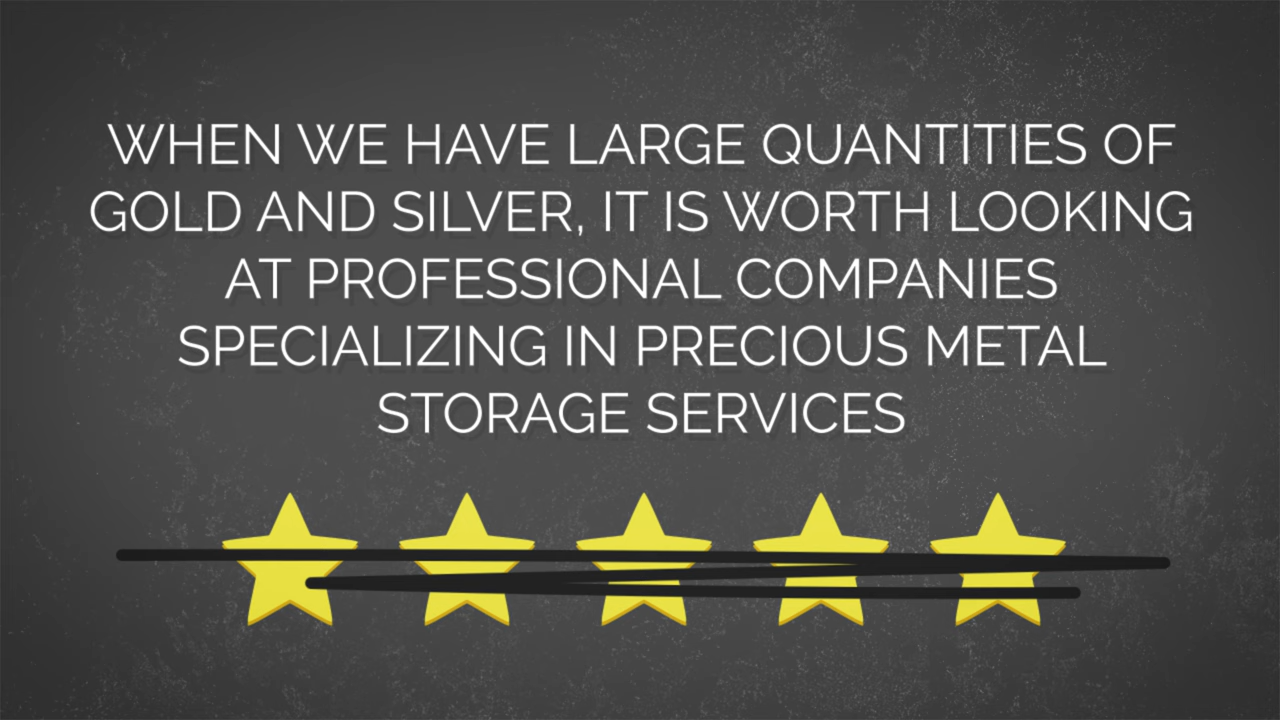 WHEN WE HAVE LARGE QUANTITIES OF
GOLD AND SILVER, IT IS WORTH LOOKING
AT PROFESSIONAL COMPANIES
SPECIALIZING IN PRECIOUS METAL
STORAGE SERVICES